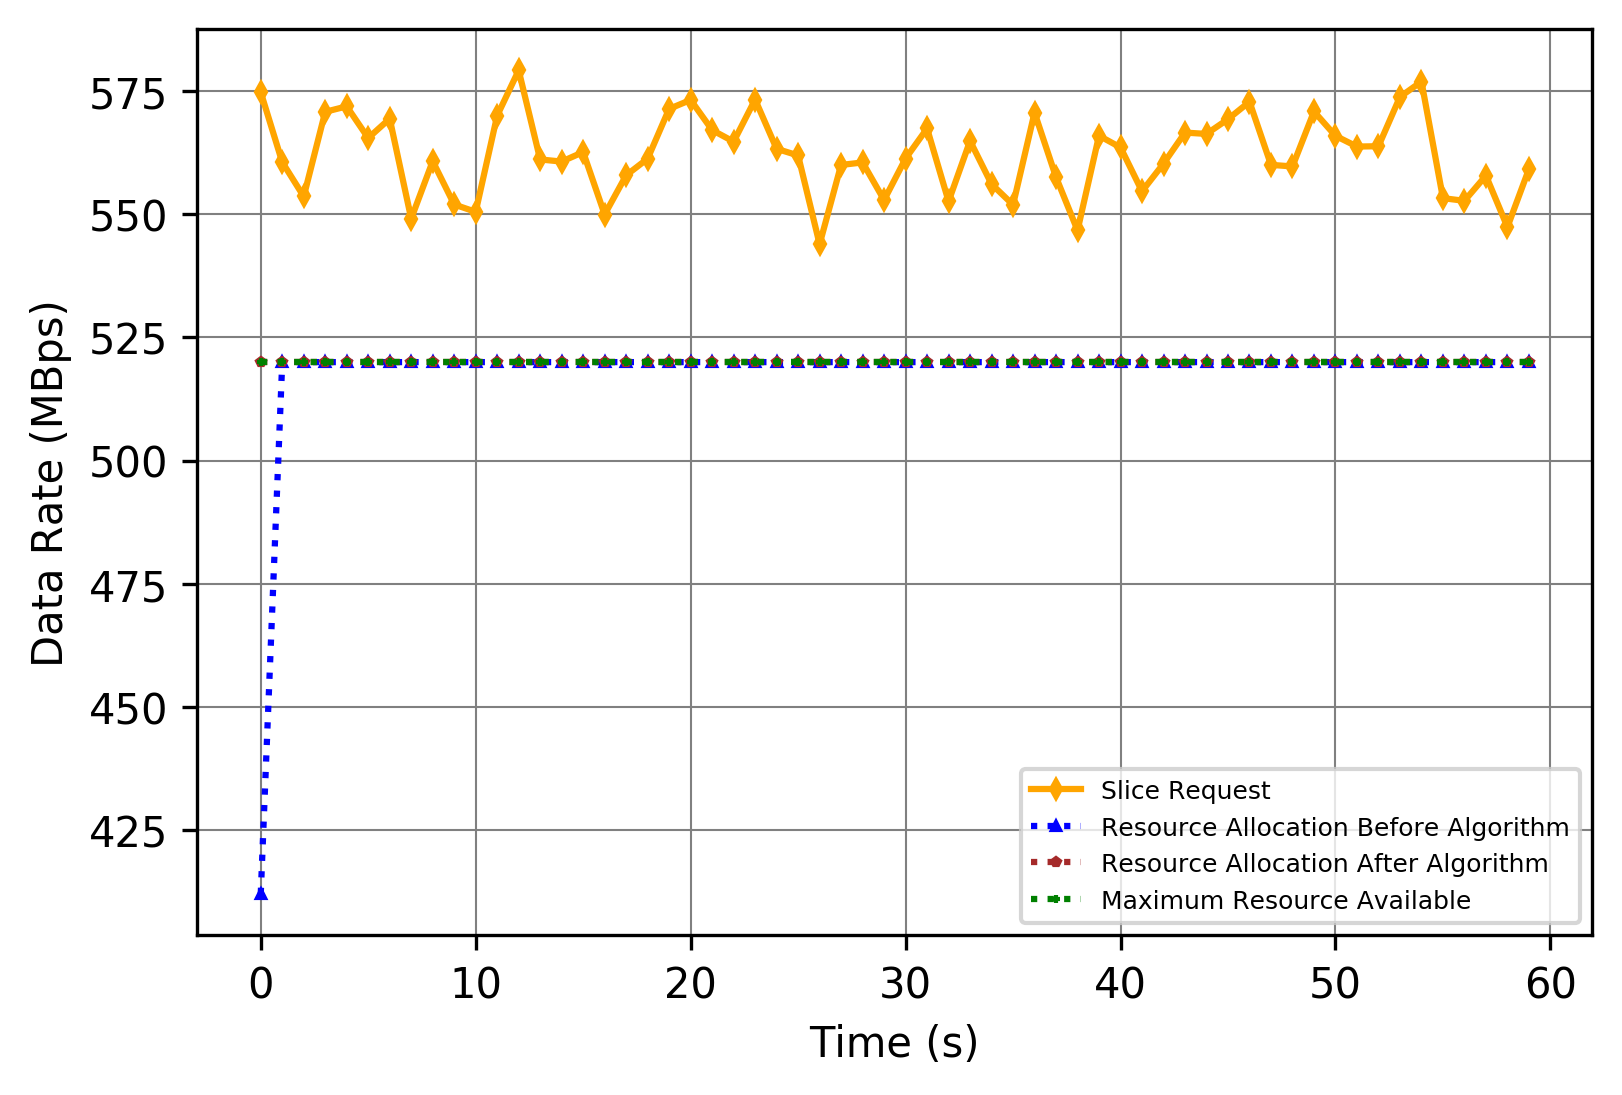 575
550
525
500
475
450
425
Data Rate (MBps)
Slice Request
Resource Allocation Before Algorithm
Resource Allocation After Algorithm
Maximum Resource Available
0 10 20 30 40 50 60
Time (s)